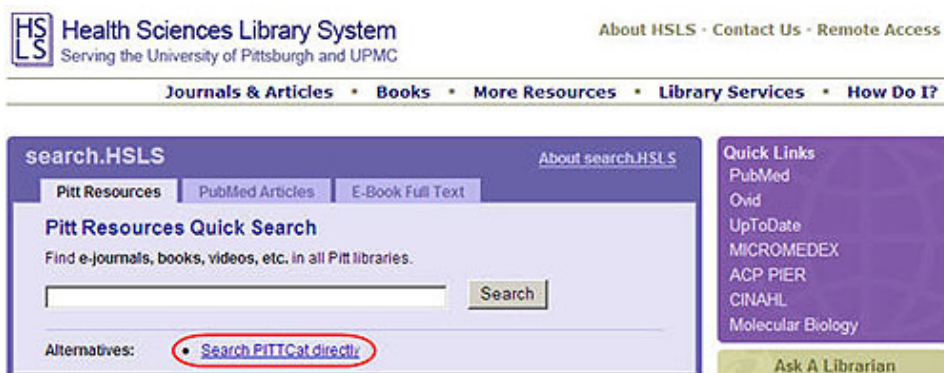 HS
LS
Health Sciences Library System
Serving the University of Pittsburgh and UPMC
About HSLS · Contact Us · Remote Access
Journals & Articles • Books • More Resources • Library Services • How Do I?
search.HSLS
About search.HSLS
Pitt Resources
PubMed Articles
E-Book Full Text
Pitt Resources Quick Search
Find e-journals, books, videos, etc. in all Pitt libraries.
Search
Alternatives:
• Search PITTCat directly
Quick Links
PubMed
Ovid
UpToDate
MICROMEDEX
ACP PIER
CINAHL
Molecular Biology
Ask A Librarian